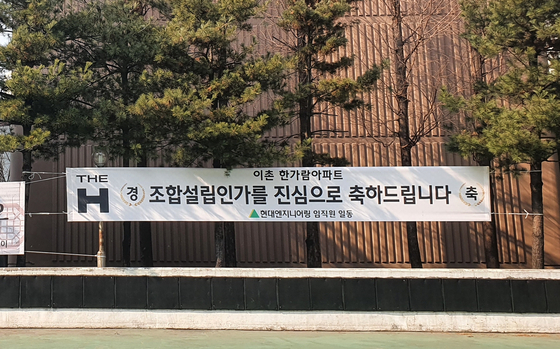 THE
H
이촌 한가람아파트
경 조합설립인가를 진심으로 축하드립니다 축
현대엔지니어링 임직원 일동
이